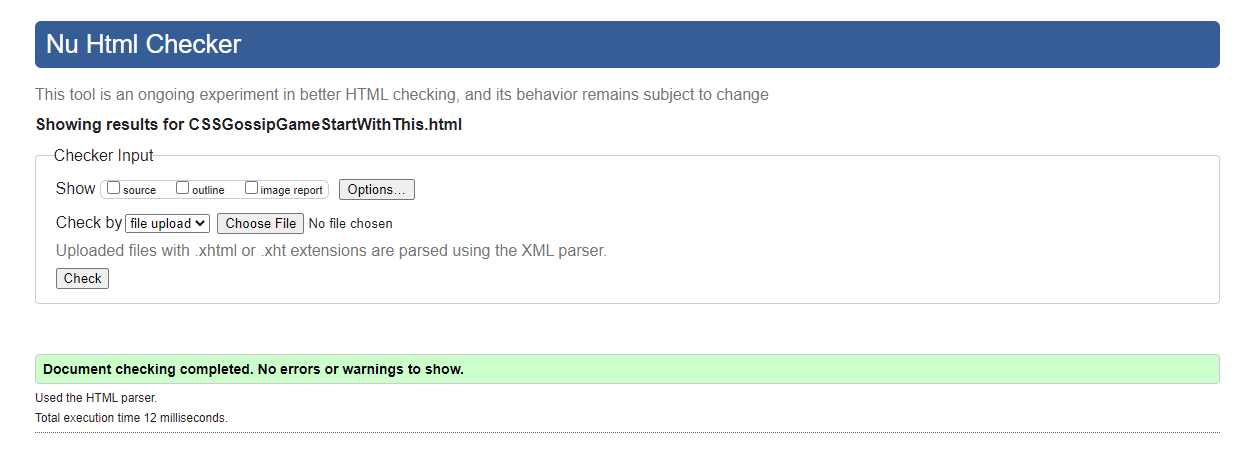 Nu Html Checker
This tool is an ongoing experiment in better HTML checking, and its behavior remains subject to change
Showing results for CSSGossipGameStartWithThis.html
Checker Input
Show source outline image report Options...
Check by file upload Choose File No file chosen
Uploaded files with .xhtml or .xht extensions are parsed using the XML parser.
Check
Document checking completed. No errors or warnings to show.
Used the HTML parser.
Total execution time 12 milliseconds.